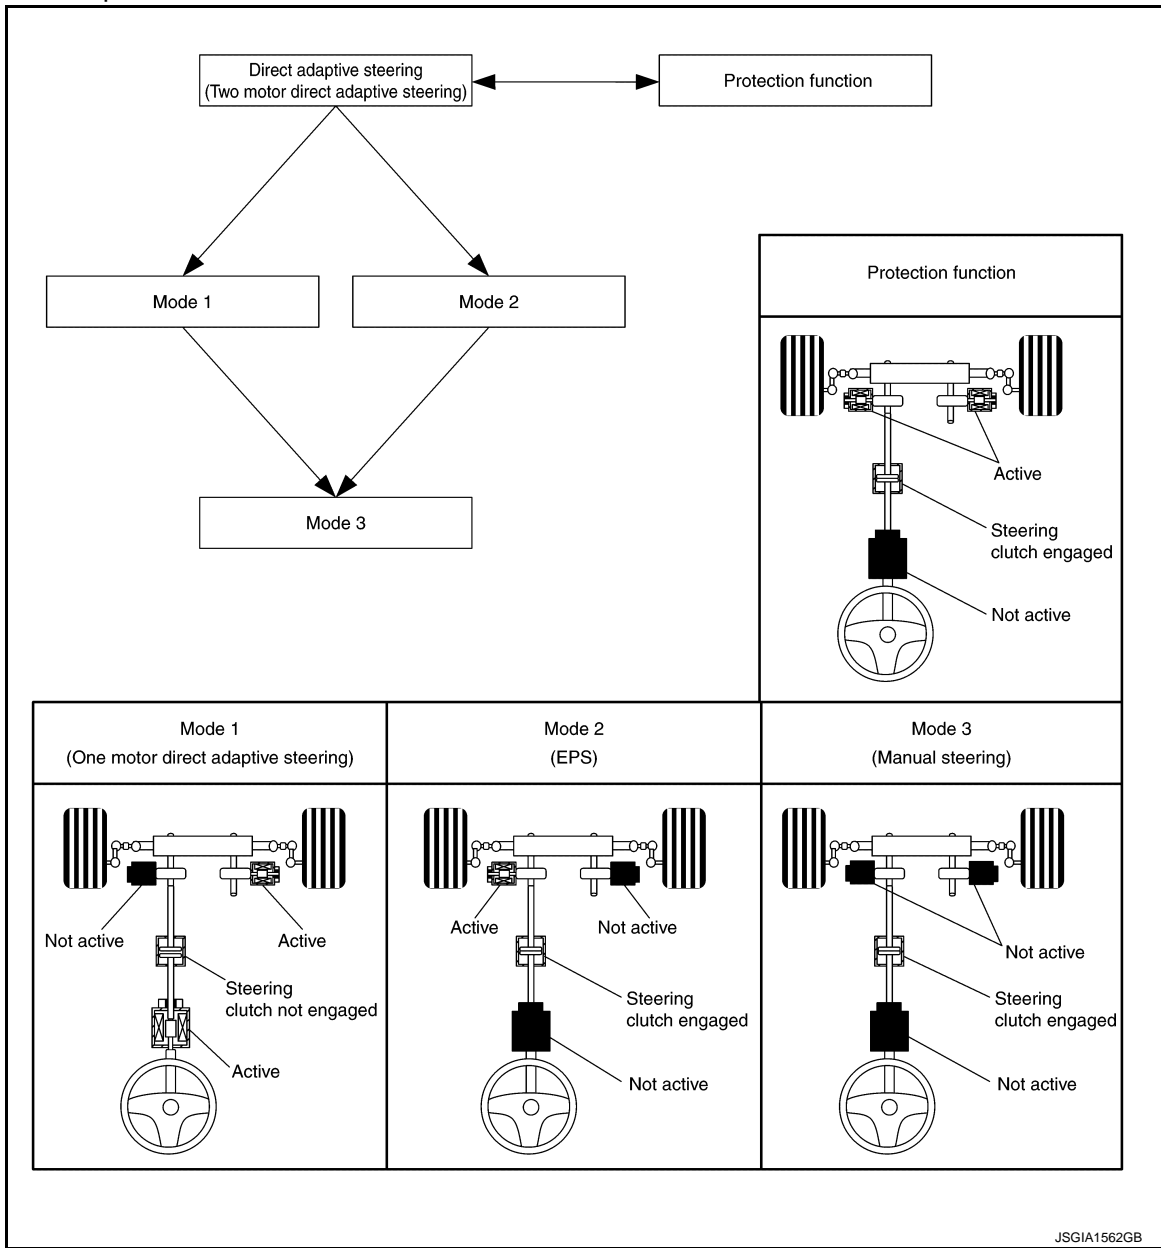 Direct adaptive steering
(Two motor direct adaptive steering)
Protection function
Mode 1
Mode 2
Mode 3
Protection function
Active
Steering
clutch engaged
Not active
Mode 1
(One motor direct adaptive steering)
Not active
Active
Steering
clutch not engaged
Active
Mode 2
(EPS)
Active
Not active
Steering
clutch engaged
Not active
Mode 3
(Manual steering)
Not active
Steering
clutch engaged
Not active
JSGIA1562GB